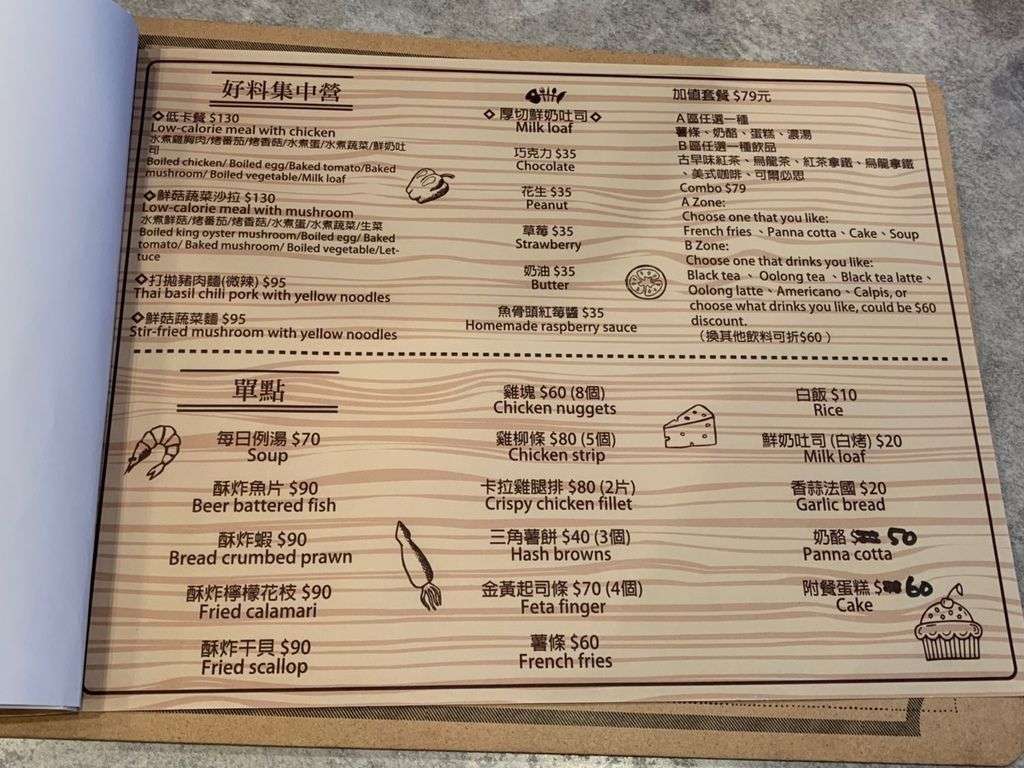 好料集中營
◇低卡餐 $130
Low-calorie meal with chicken
水煮雞胸肉/烤番茄/烤香菇/水煮蛋/水煮蔬菜/鮮奶吐
司
Boiled chicken/ Boiled egg/Baked tomato/Baked
mushroom/ Boiled vegetable/Milk loaf
◇鮮菇蔬菜沙拉 $130
Low-calorie meal with mushroom
水煮鮮菇/烤番茄/烤香菇/水煮蛋/水煮蔬菜/生菜
Boiled king oyster mushroom/Boiled egg/ Baked
tomato/ Baked mushroom/ Boiled vegetable/Let-
tuce
◇打拋豬肉麵(微辣) $95
Thai basil chili pork with yellow noodles
◇鮮菇蔬菜麵 $95
Stir-fried mushroom with yellow noodles
◇ 厚切鮮奶吐司 ◇
Milk loaf
巧克力 $35
Chocolate
花生 $35
Peanut
草莓 $35
Strawberry
奶油 $35
Butter
魚骨頭紅莓醬 $35
Homemade raspberry sauce
加值套餐 $79元
A區任選一種
薯條、奶酪、蛋糕、濃湯
B區任選一種飲品
古早味紅茶、烏龍茶、紅茶拿鐵、烏龍拿鐵
、美式咖啡、可爾必思
Combo $79
A Zone:
Choose one that you like:
French fries 、Panna cotta、Cake、Soup
B Zone:
Choose one that drinks you like:
Black tea 、 Oolong tea 、Black tea latte、
Oolong latte 、Americano 、Calpis, or
choose what drinks you like, could be $60
discount.
（換其他飲料可折$60 ）
單點
每日例湯 $70
Soup
酥炸魚片 $90
Beer battered fish
酥炸蝦 $90
Bread crumbed prawn
酥炸檸檬花枝 $90
Fried calamari
酥炸干貝 $90
Fried scallop
雞塊 $60 (8個)
Chicken nuggets
雞柳條 $80 (5個)
Chicken strip
卡拉雞腿排 $80 (2片)
Crispy chicken fillet
三角薯餅 $40 (3個)
Hash browns
金黃起司條 $70 (4個)
Feta finger
薯條 $60
French fries
白飯 $10
Rice
鮮奶吐司 (白烤) $20
Milk loaf
香蒜法國 $20
Garlic bread
奶酪 $ 50
Panna cotta
附餐蛋糕 $ 60
Cake